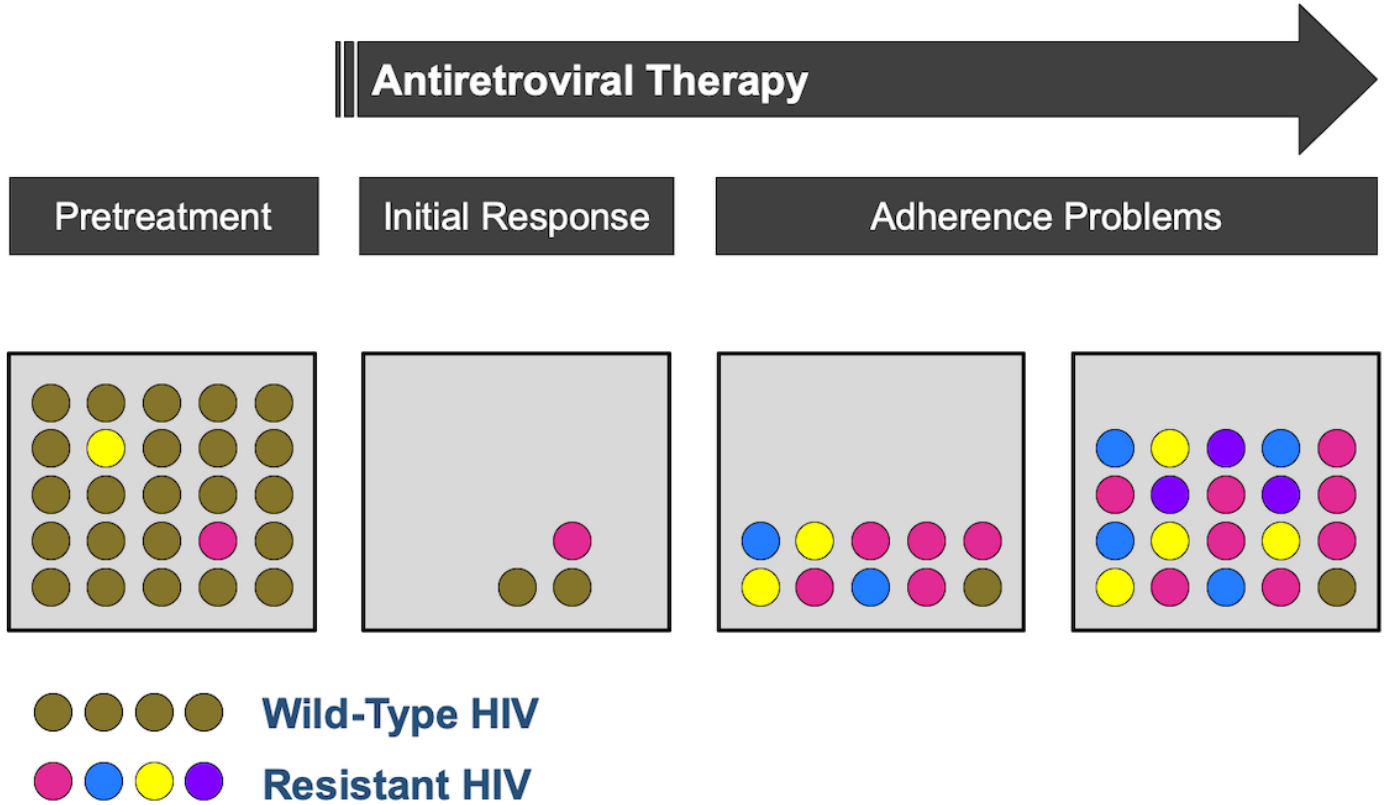 Antiretroviral Therapy
Pretreatment
Initial Response
Adherence Problems
Wild-Type HIV
Resistant HIV